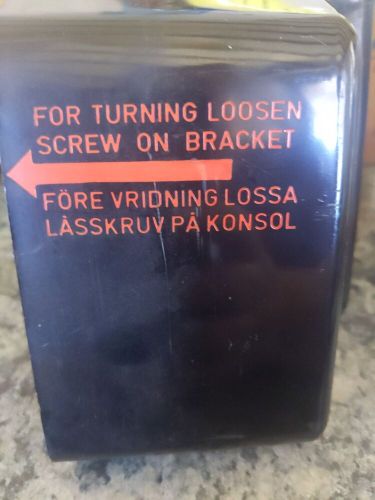 FOR TURNING LOOSEN
SCREW ON BRACKET
FÖRE VRIDNING LOSSA
LÅSSKRUV PÅ KONSOL